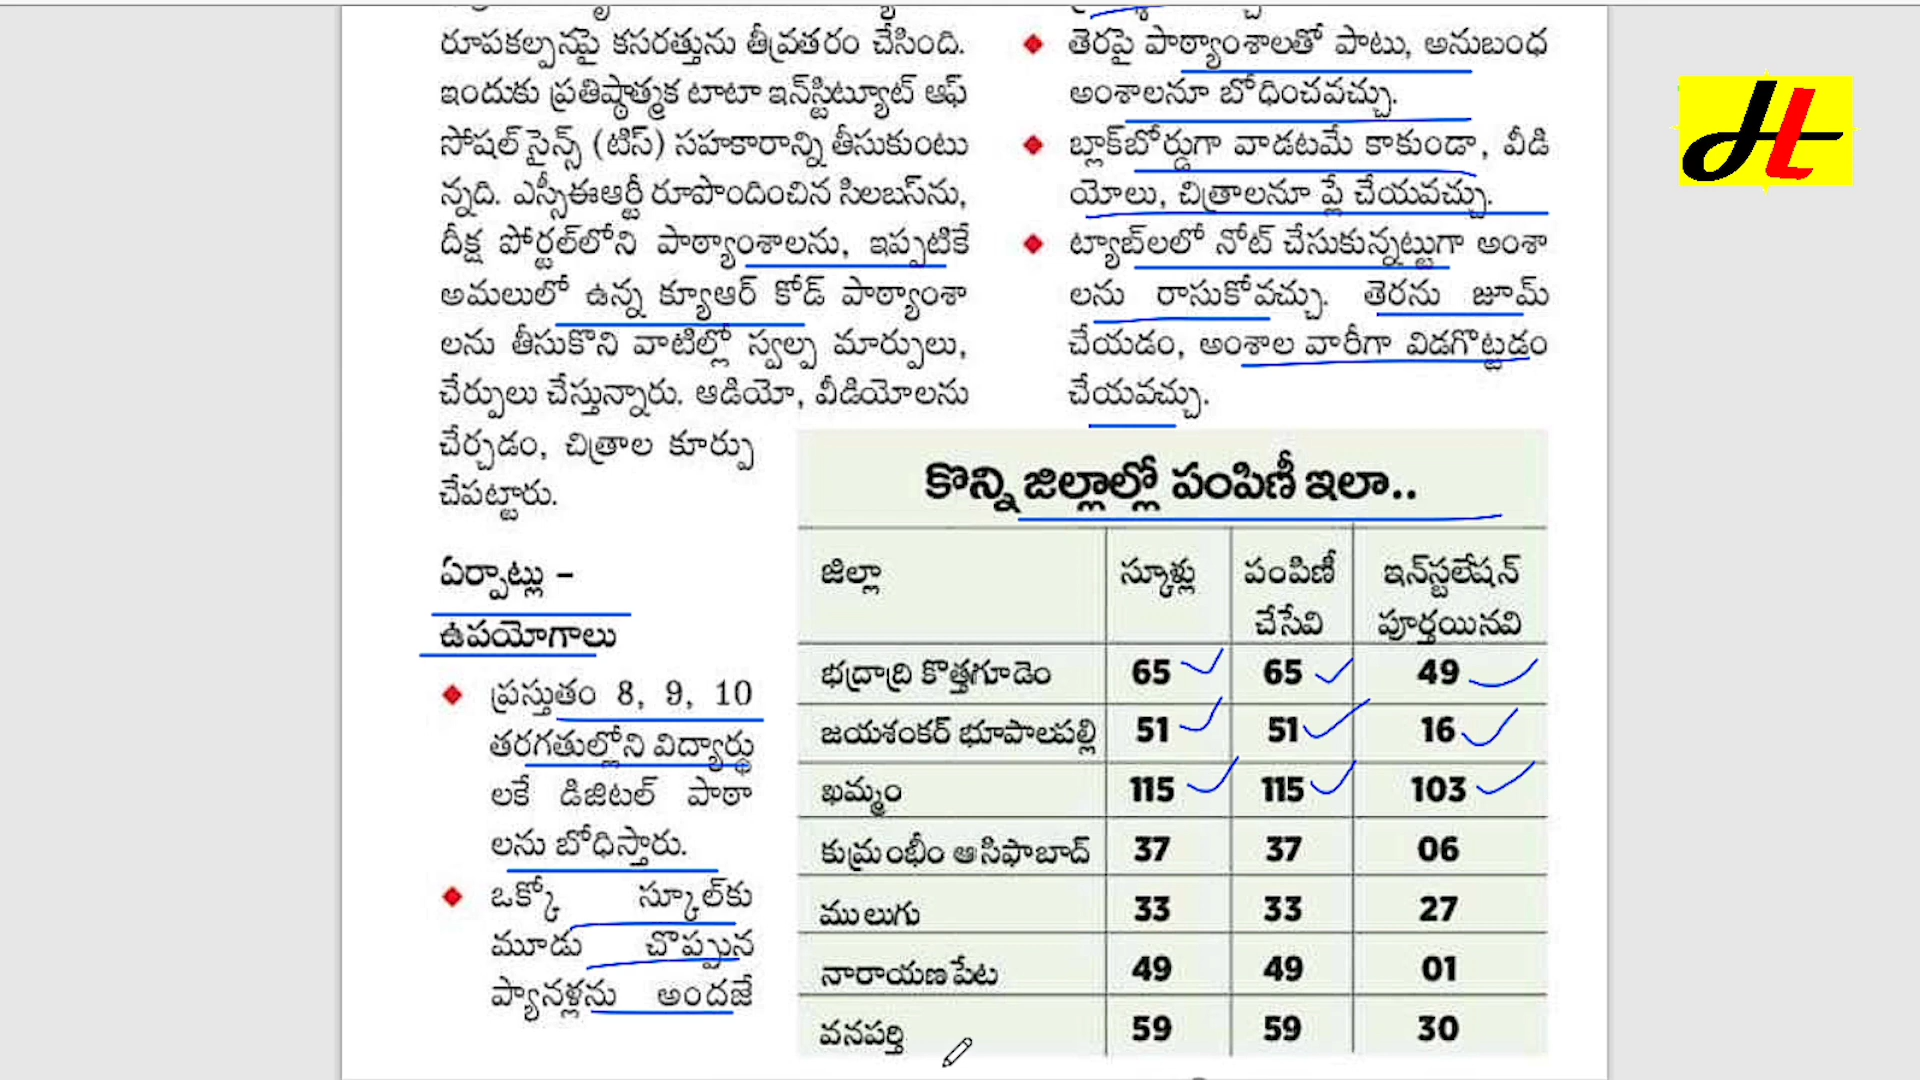 రూపకల్పనపై కసరత్తును తీవ్రతరం చేసింది.
ఇందుకు ప్రతిష్ఠాత్మక టాటా ఇన్‌స్టిట్యూట్ ఆఫ్
సోషల్ సైన్స్ (టిస్) సహకారాన్ని తీసుకుంటు
న్నది. ఎస్సీఈఆర్టీ రూపొందించిన సిలబస్‌ను,
దీక్ష పోర్టల్‌లోని పాఠ్యాంశాలను, ఇప్పటికే
అమలులో ఉన్న క్యూఆర్ కోడ్ పాఠ్యాంశా
లను తీసుకొని వాటిల్లో స్వల్ప మార్పులు,
చేర్పులు చేస్తున్నారు. ఆడియో, వీడియోలను
చేర్చడం, చిత్రాల కూర్పు
చేపట్టారు.
ఏర్పాట్లు –
ఉపయోగాలు
ప్రస్తుతం 8, 9, 10
తరగతుల్లోని విద్యార్థు
లకే డిజిటల్ పాఠా
లను బోధిస్తారు.
ఒక్కో స్కూల్‌కు
మూడు చొప్పున
ప్యానళ్లను అందజే
తెరపై పాఠ్యాంశాలతో పాటు, అనుబంధ
అంశాలనూ బోధించవచ్చు.
బ్లాక్‌బోర్డుగా వాడటమే కాకుండా, వీడి
యోలు, చిత్రాలనూ ప్లే చేయవచ్చు.
ట్యాబ్‌లలో నోట్ చేసుకున్నట్టుగా అంశా
లను రాసుకోవచ్చు. తెరను జూమ్
చేయడం, అంశాల వారీగా విడగొట్టడం
చేయవచ్చు.
కొన్ని జిల్లాల్లో పంపిణీ ఇలా..
జిల్లా స్కూళ్లు పంపిణీ ఇన్‌స్టలేషన్
చేసేవి పూర్తయినవి
భద్రాద్రి కొత్తగూడెం 65 65 49
జయశంకర్ భూపాలపల్లి 51 51 16
ఖమ్మం 115 115 103
కుమ్రంభీం ఆసిఫాబాద్ 37 37 06
ములుగు 33 33 27
నారాయణపేట 49 49 01
వనపర్తి 59 59 30